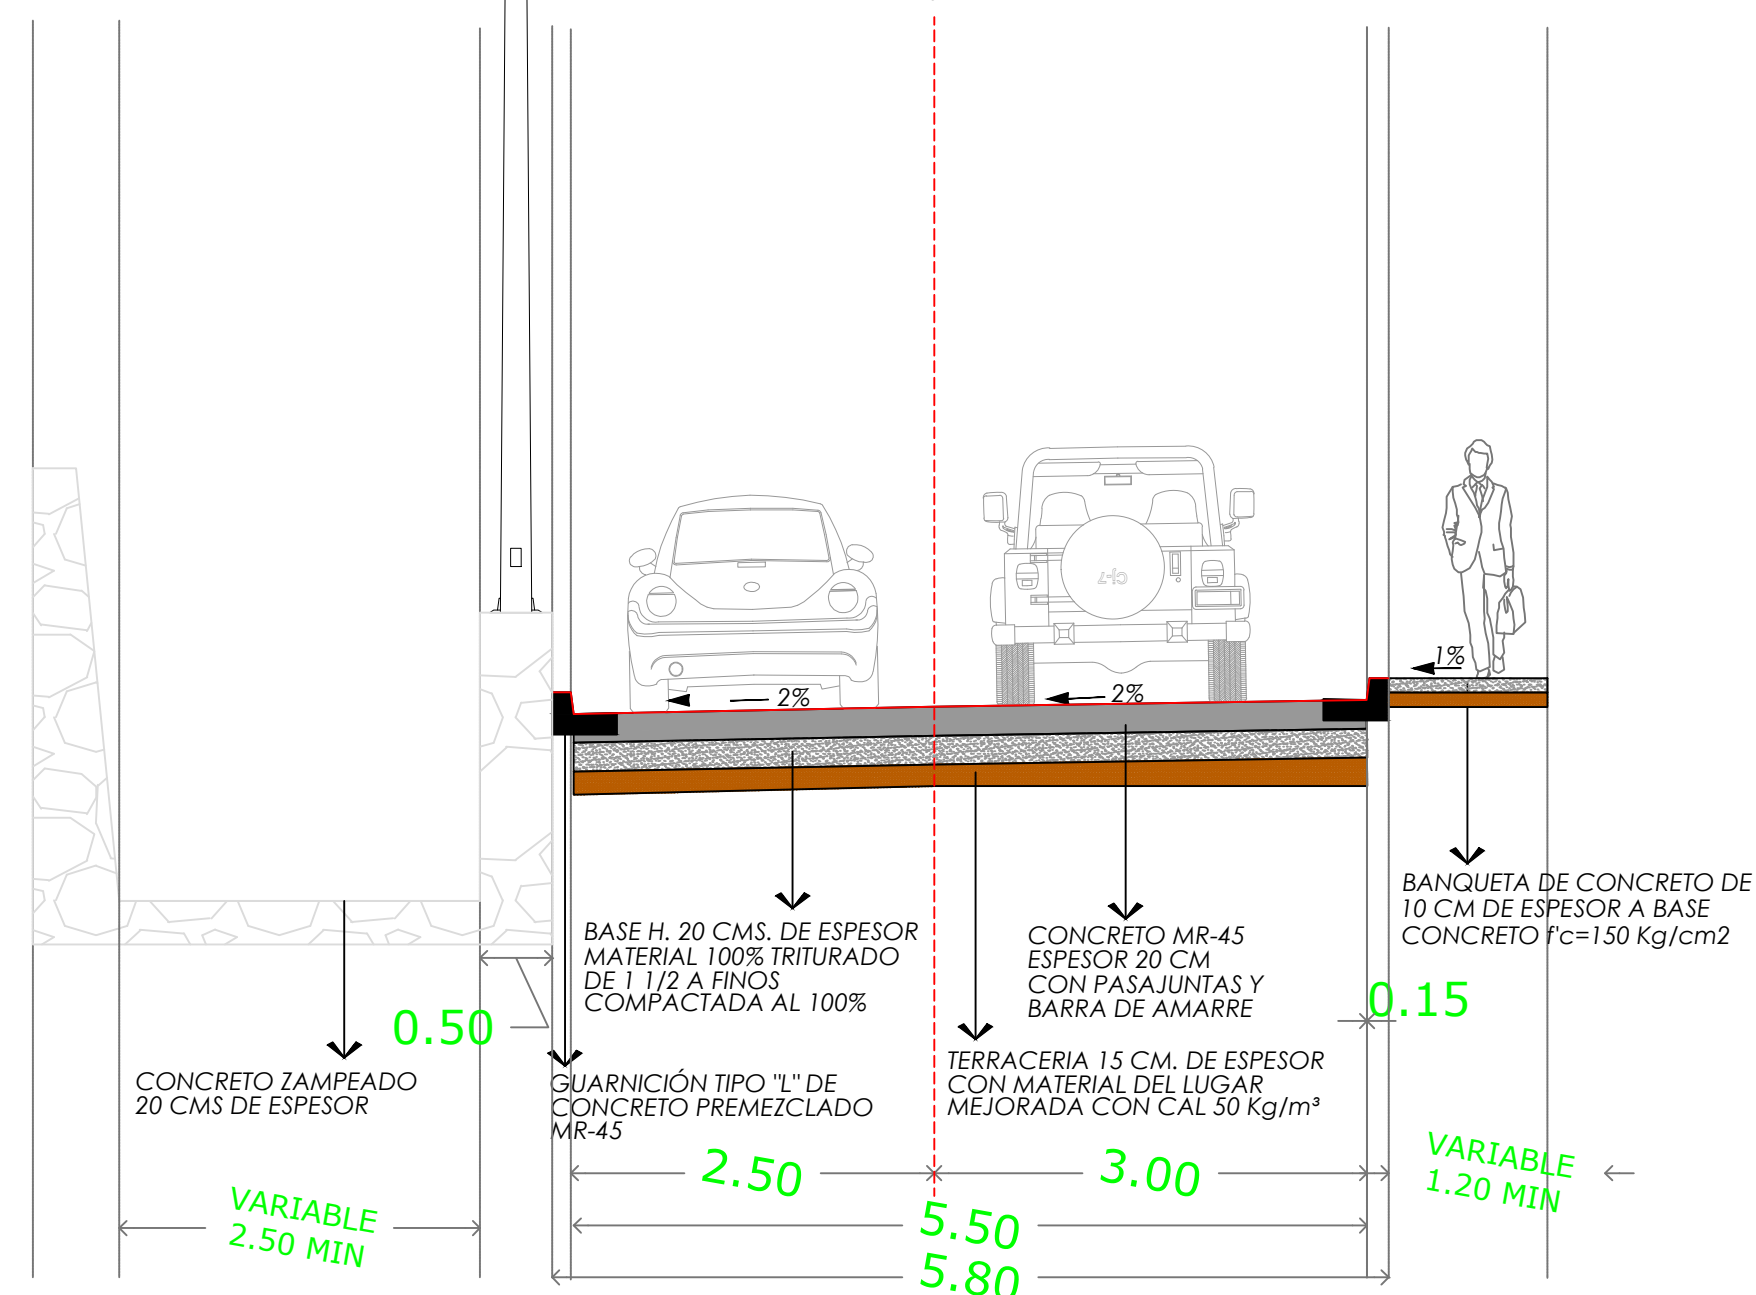 CJ-7
1%
2%
2%
BANQUETA DE CONCRETO DE
10 CM DE ESPESOR A BASE
CONCRETO f'c=150 Kg/cm2
BASE H. 20 CMS. DE ESPESOR
MATERIAL 100% TRITURADO
DE 1 1/2 A FINOS
COMPACTADA AL 100%
CONCRETO MR-45
ESPESOR 20 CM
CON PASAJUNTAS Y
BARRA DE AMARRE
0.15
0.50
TERRACERIA 15 CM. DE ESPESOR
CON MATERIAL DEL LUGAR
MEJORADA CON CAL 50 Kg/m³
CONCRETO ZAMPEADO
20 CMS DE ESPESOR
GUARNICIÓN TIPO "L" DE
CONCRETO PREMEZCLADO
MR-45
2.50
3.00
VARIABLE
1.20 MIN
VARIABLE
2.50 MIN
5.50
5.80